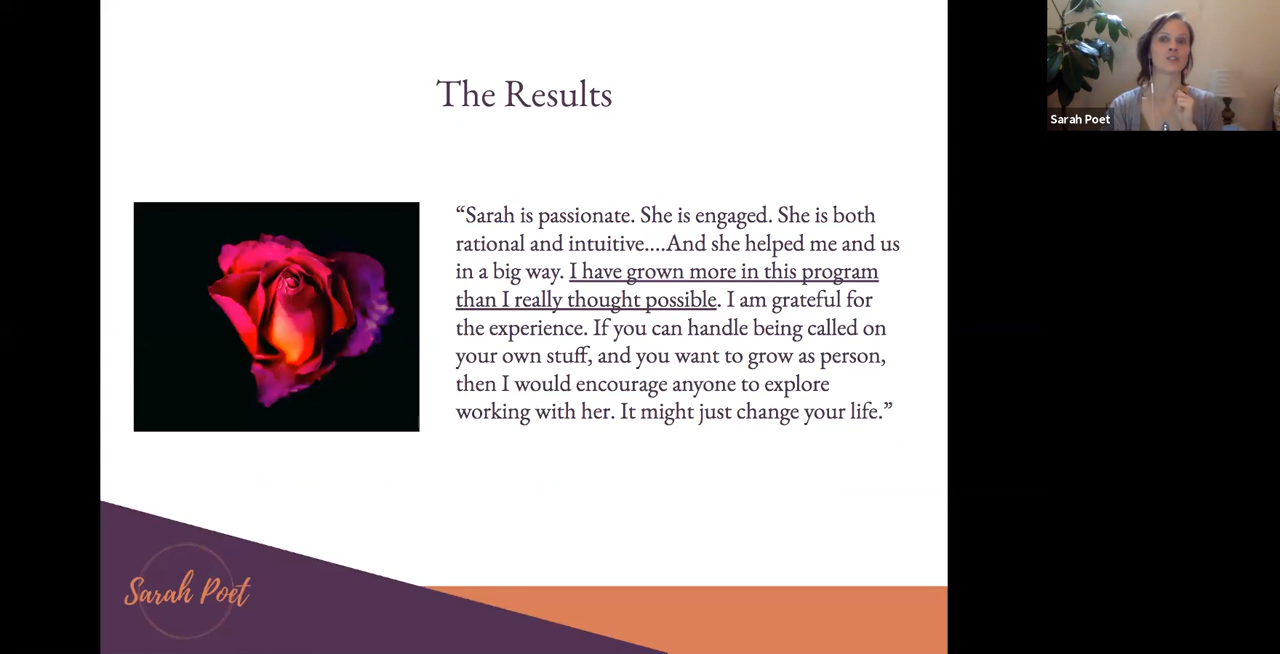 The Results
“Sarah is passionate. She is engaged. She is both
rational and intuitive....And she helped me and us
in a big way. I have grown more in this program
than I really thought possible. I am grateful for
the experience. If you can handle being called on
your own stuff, and you want to grow as person,
then I would encourage anyone to explore
working with her. It might just change your life.”
Sarah Poet
Sarah Poet